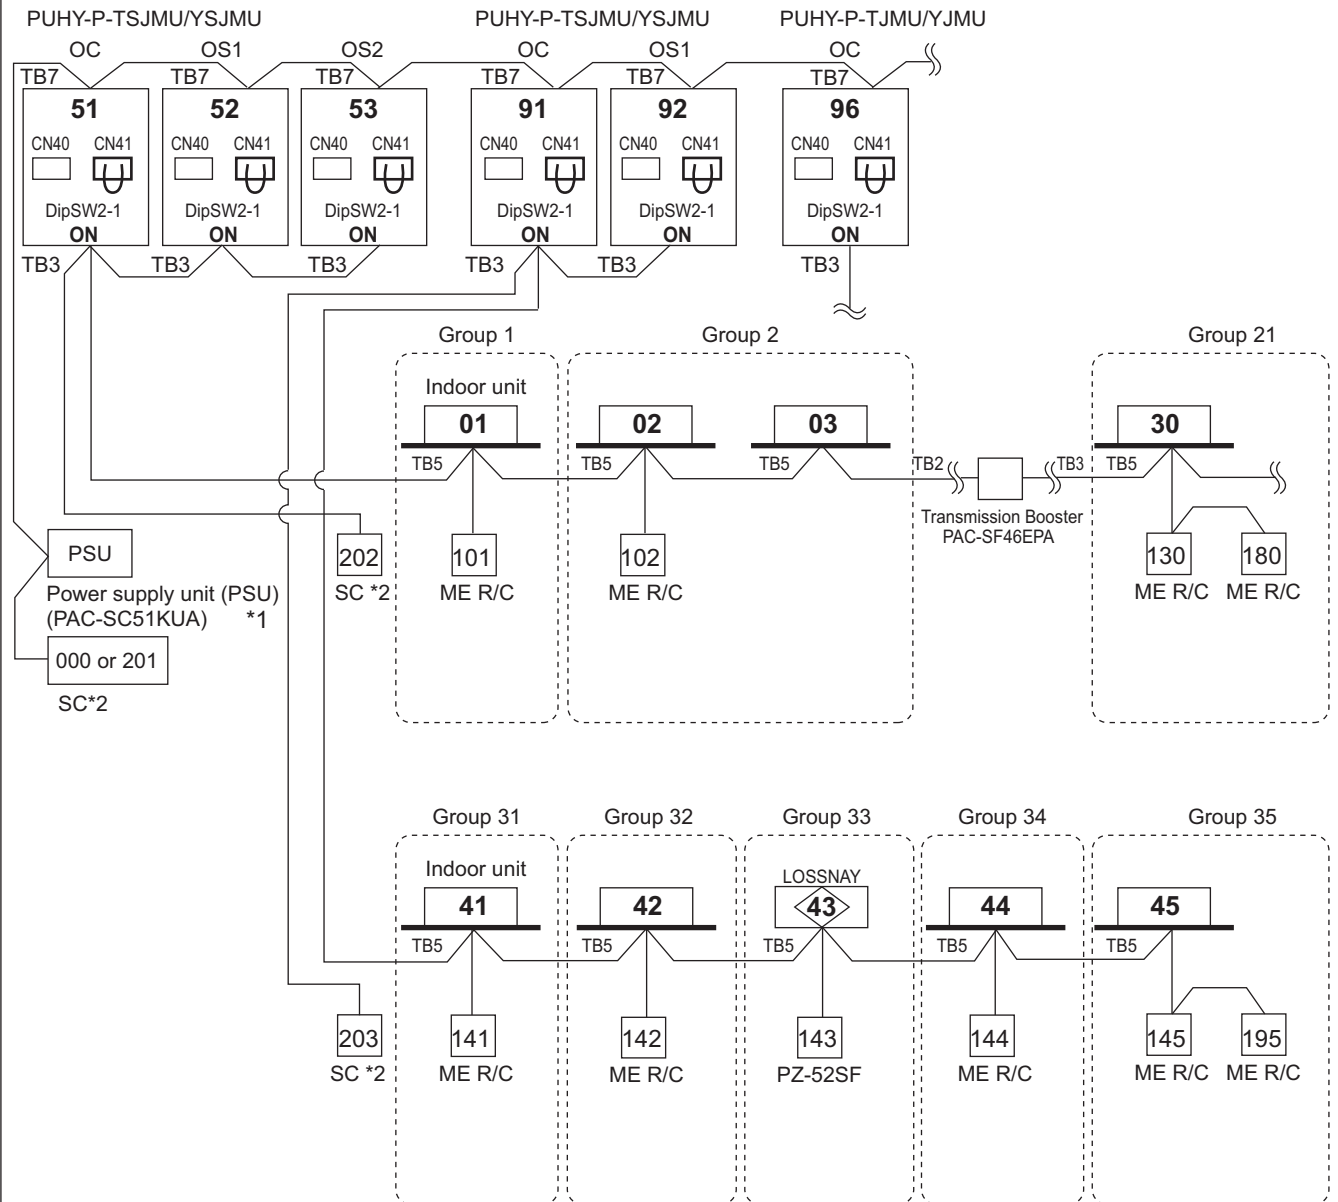 PUHY-P-TSJMU/YSJMU PUHY-P-TSJMU/YSJMU PUHY-P-TJMU/YJMU
OC OS1 OS2 OC OS1 OC
TB7 TB7 TB7 TB7 TB7 TB7
51 52 53 91 92 96
CN40 CN41 CN40 CN41 CN40 CN41 CN40 CN41 CN40 CN41 CN40 CN41
DipSW2-1 DipSW2-1 DipSW2-1 DipSW2-1 DipSW2-1 DipSW2-1
ON ON ON ON ON ON
TB3 TB3 TB3 TB3 TB3 TB3
Group 1 Group 2 Group 21
Indoor unit
01 02 03 30
TB5 TB5 TB5 TB2 TB3 TB5
Transmission Booster
PAC-SF46EPA
PSU 202 101 102 130 180
SC *2 ME R/C ME R/C ME R/C ME R/C
Power supply unit (PSU)
(PAC-SC51KUA) *1
000 or 201
SC*2
Group 31 Group 32 Group 33 Group 34 Group 35
Indoor unit LOSSNAY
41 42 43 44 45
TB5 TB5 TB5 TB5 TB5
203 141 142 143 144 145 195
SC *2 ME R/C ME R/C PZ-52SF ME R/C ME R/C ME R/C